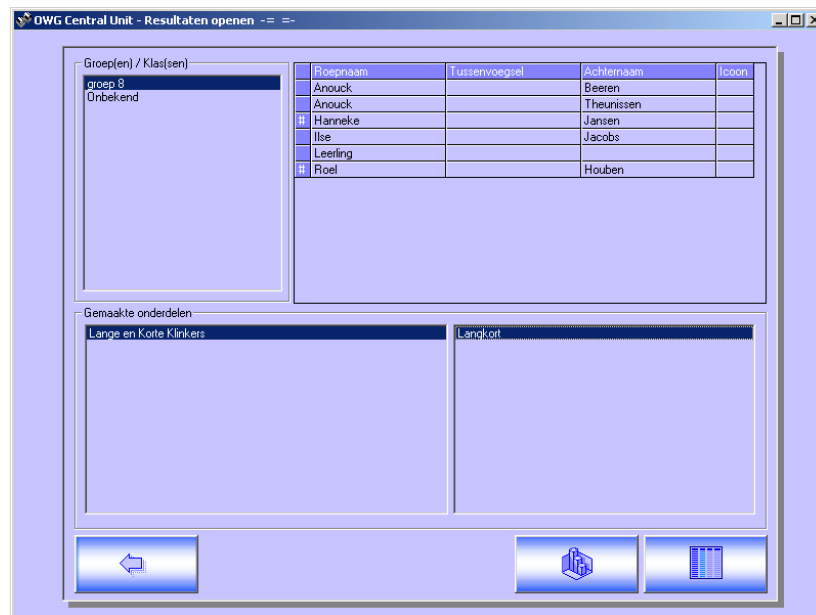 OWG Central Unit - Resultaten openen -= =-
Groep(en) / Klas(sen)
groep 8
Onbekend
Roepnaam Tussenvoegsel Achternaam Icoon
Anouck Beeren
Anouck Theunissen
# Hanneke Jansen
Ilse Jacobs
Leerling
# Roel Houben
Gemaakte onderdelen
Lange en Korte Klinkers
Langkort